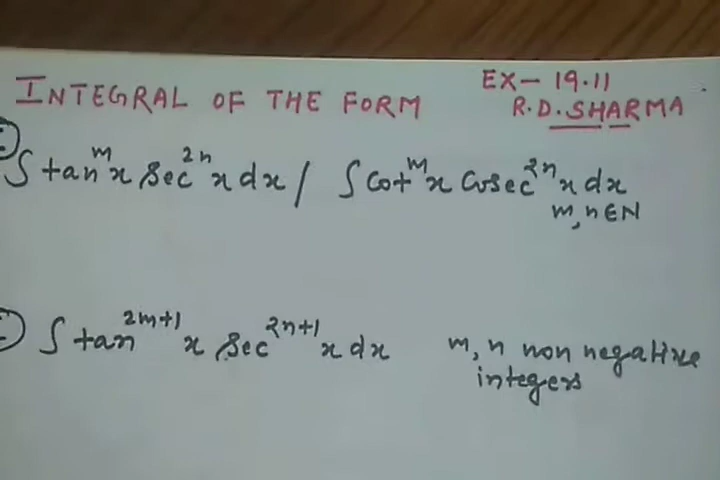 INTEGRAL OF THE FORM
EX- 19.11
R.D.SHARMA
∫ tan^m x sec^2n x dx / ∫ cot^m x cosec^2n x dx
m, n ∈ N
∫ tan^2m+1 x sec^2n+1 x dx
m, n non negative
integers